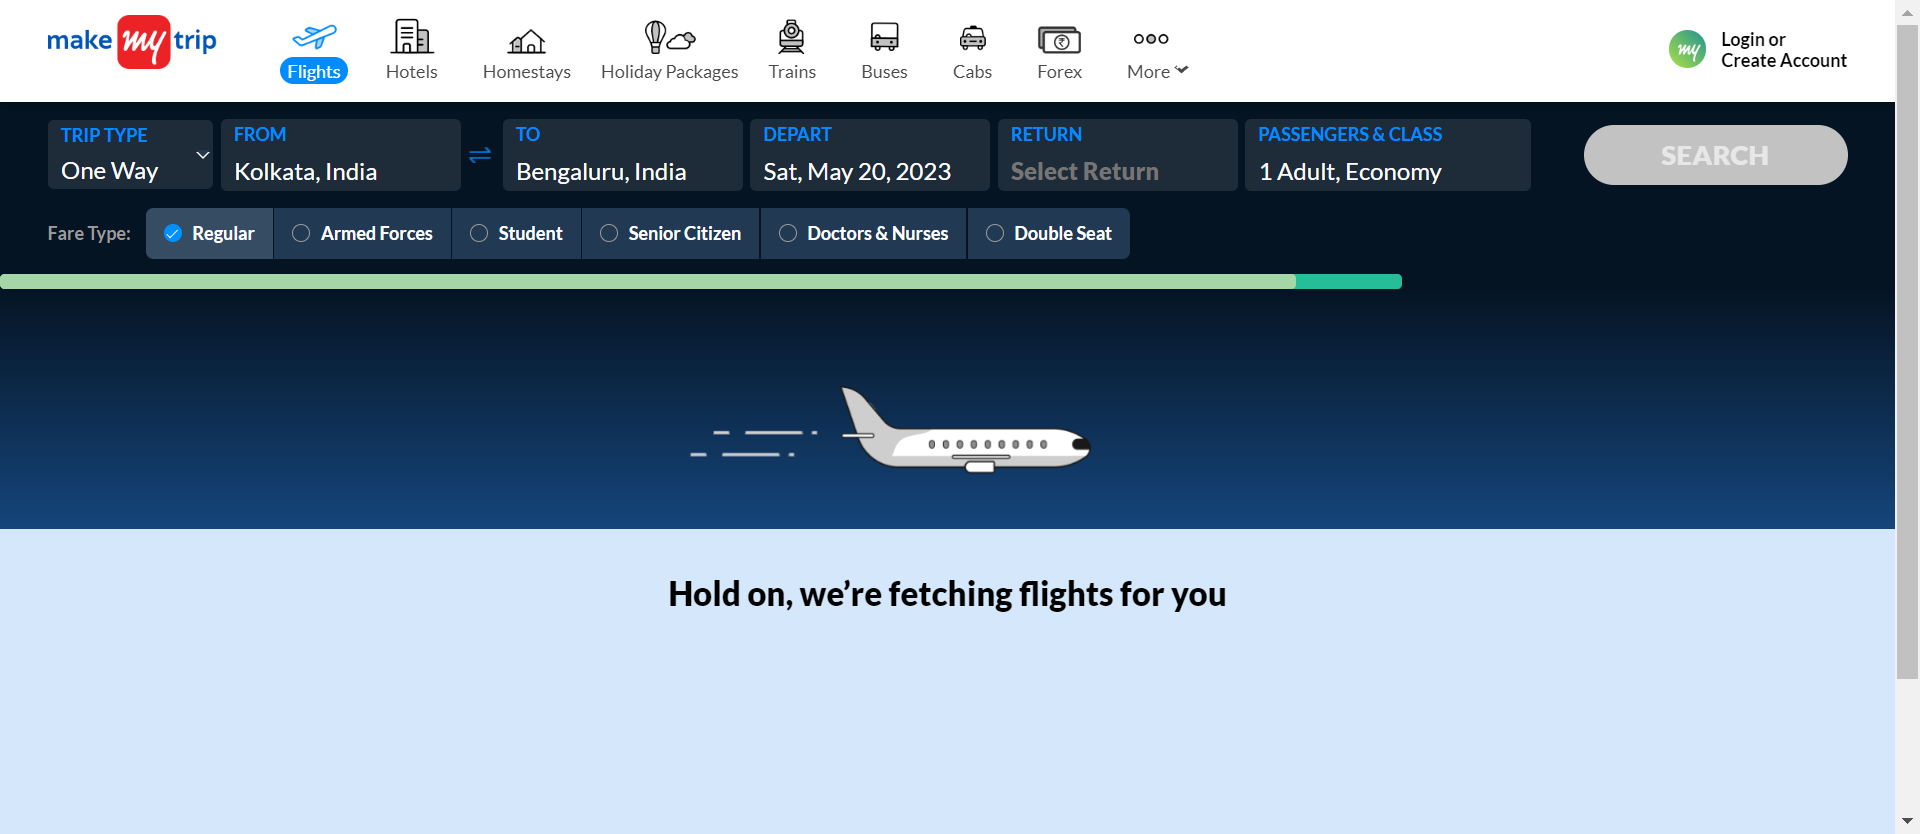 make my trip
Flights
Hotels
Homestays
Holiday Packages
Trains
Buses
Cabs
Forex
More
my
Login or
Create Account
TRIP TYPE
One Way
FROM
Kolkata, India
TO
Bengaluru, India
DEPART
Sat, May 20, 2023
RETURN
Select Return
PASSENGERS & CLASS
1 Adult, Economy
SEARCH
Fare Type:
Regular
Armed Forces
Student
Senior Citizen
Doctors & Nurses
Double Seat
Hold on, we’re fetching flights for you